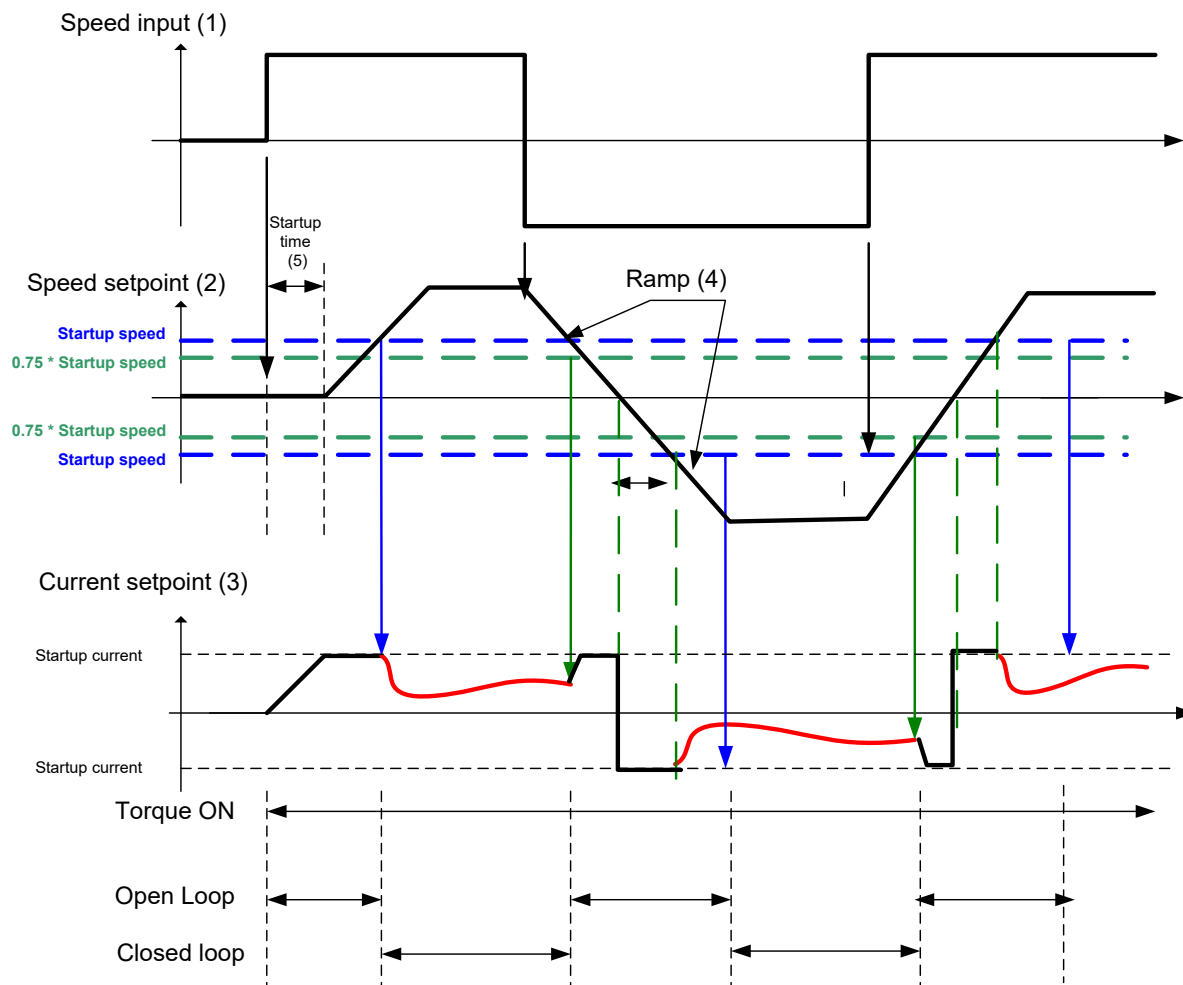 Speed input (1)
Startup
time
(5)
Speed setpoint (2)
Ramp (4)
Startup speed
0.75 * Startup speed
0.75 * Startup speed
Startup speed
Current setpoint (3)
Startup current
Startup current
Torque ON
Open Loop
Closed loop